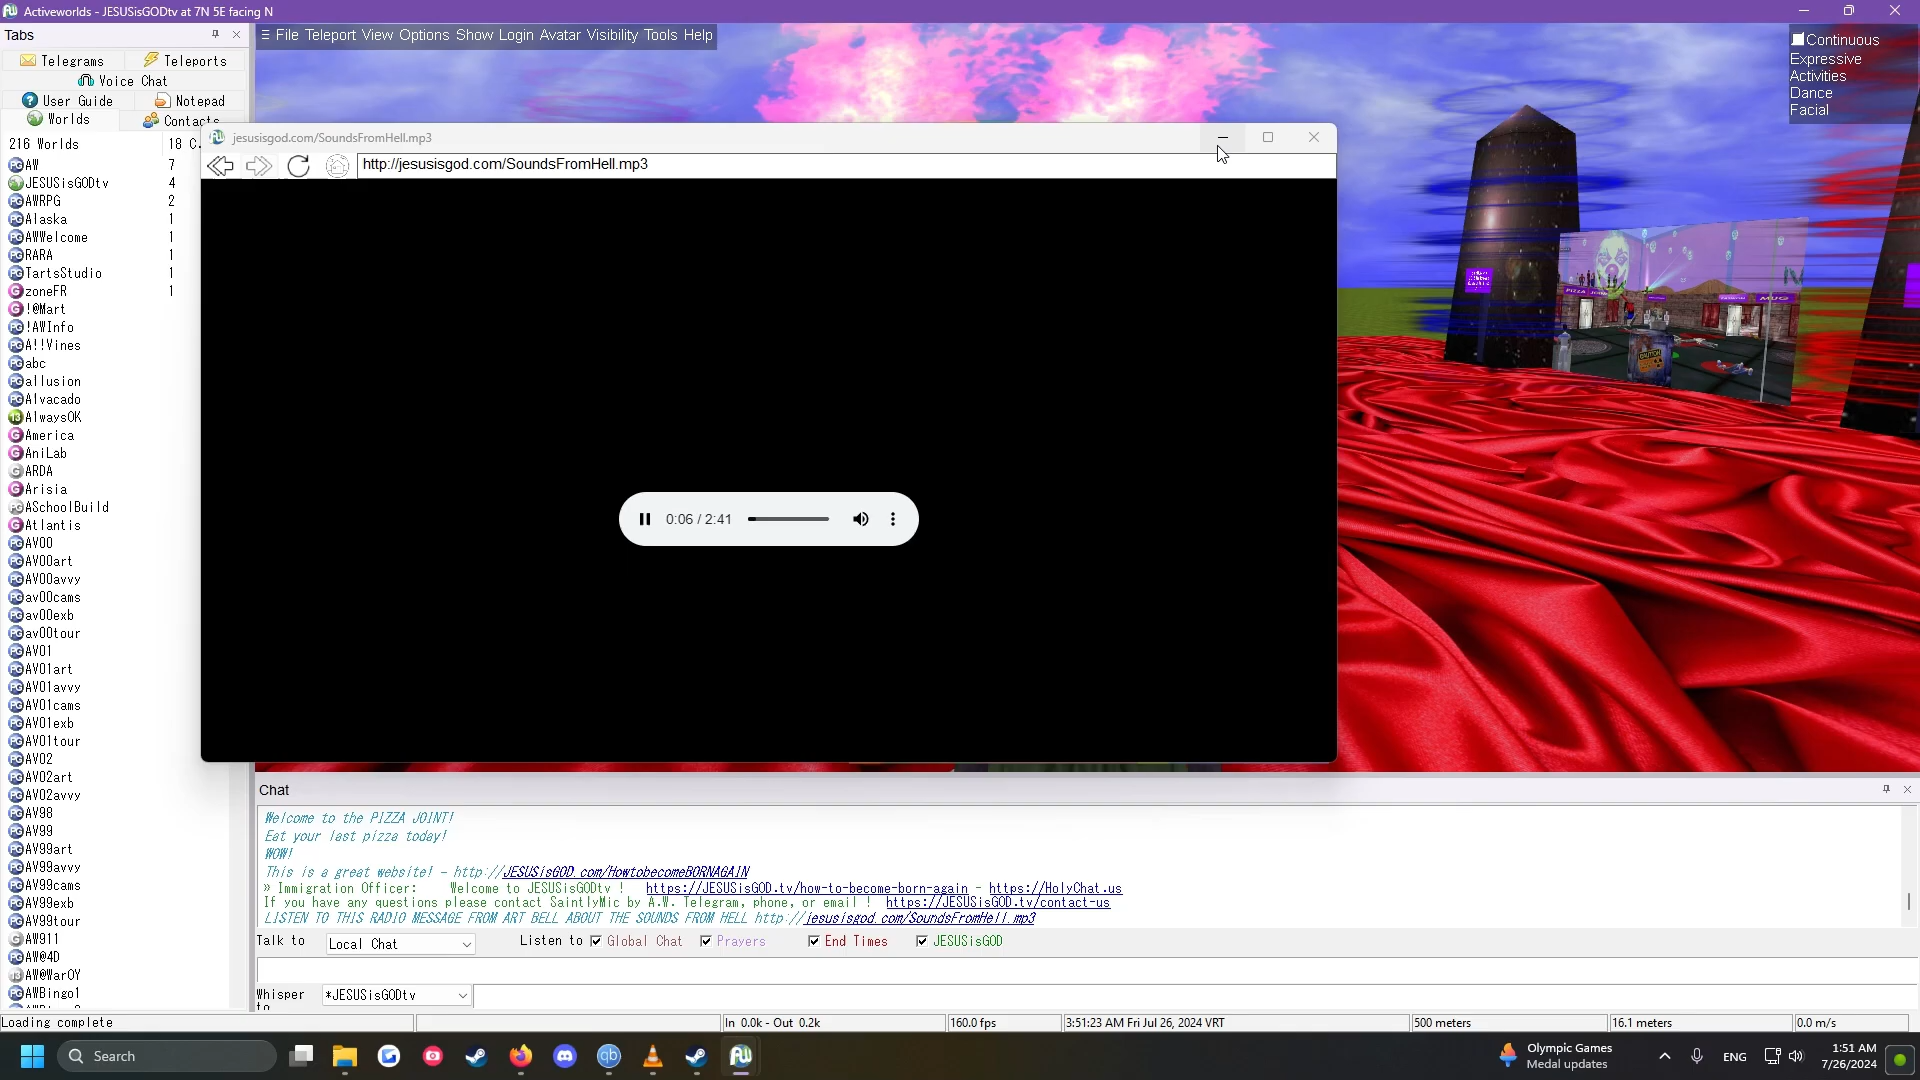 Activeworlds - JESUSisGODtv at 7N 5E facing N
Tabs
Telegrams
Teleports
Voice Chat
User Guide
Notepad
Worlds
Contacts
216 Worlds
18 C.
AW 7
JESUSisGODtv 4
AWRPG 2
Alaska 1
AWWelcome 1
RARA 1
TartsStudio 1
zoneFR 1
!@Mart
!AWInfo
A!!Vines
abc
allusion
Alvacado
AlwaysOK
America
AniLab
ARDA
Arisia
ASchoolBuild
Atlantis
AV00
AV00art
AV00avvy
av00cams
av00exb
av00tour
AV01
AV01art
AV01avvy
AV01cams
AV01exb
AV01tour
AV02
AV02art
AV02avvy
AV98
AV99
AV99art
AV99avvy
AV99cams
AV99exb
AV99tour
AW911
AW@4D
AW@WarOY
AWBingo1
☰ File Teleport View Options Show Login Avatar Visibility Tools Help
Continuous
Expressive
Activities
Dance
Facial
jesusisgod.com/SoundsFromHell.mp3
http://jesusisgod.com/SoundsFromHell.mp3
0:06 / 2:41
PIZZA JOINT
CAUTION
Chat
Welcome to the PIZZA JOINT!
Eat your last pizza today!
WOW!
This is a great website! - http://JESUSisGOD.com/HowtobecomeBORNAGAIN
» Immigration Officer: Welcome to JESUSisGODtv ! https://JESUSisGOD.tv/how-to-become-born-again - https://HolyChat.us
If you have any questions please contact SaintlyMic by A.W. Telegram, phone, or email ! https://JESUSisGOD.tv/contact-us
LISTEN TO THIS RADIO MESSAGE FROM ART BELL ABOUT THE SOUNDS FROM HELL http://jesusisgod.com/SoundsFromHell.mp3
Talk to Local Chat Listen to Global Chat Prayers End Times JESUSisGOD
Whisper to *JESUSisGODtv
Loading complete
In 0.0k - Out 0.2k
160.0 fps
3:51:23 AM Fri Jul 26, 2024 VRT
500 meters
16.1 meters
0.0 m/s
Search
Olympic Games
Medal updates
ENG
1:51 AM
7/26/2024